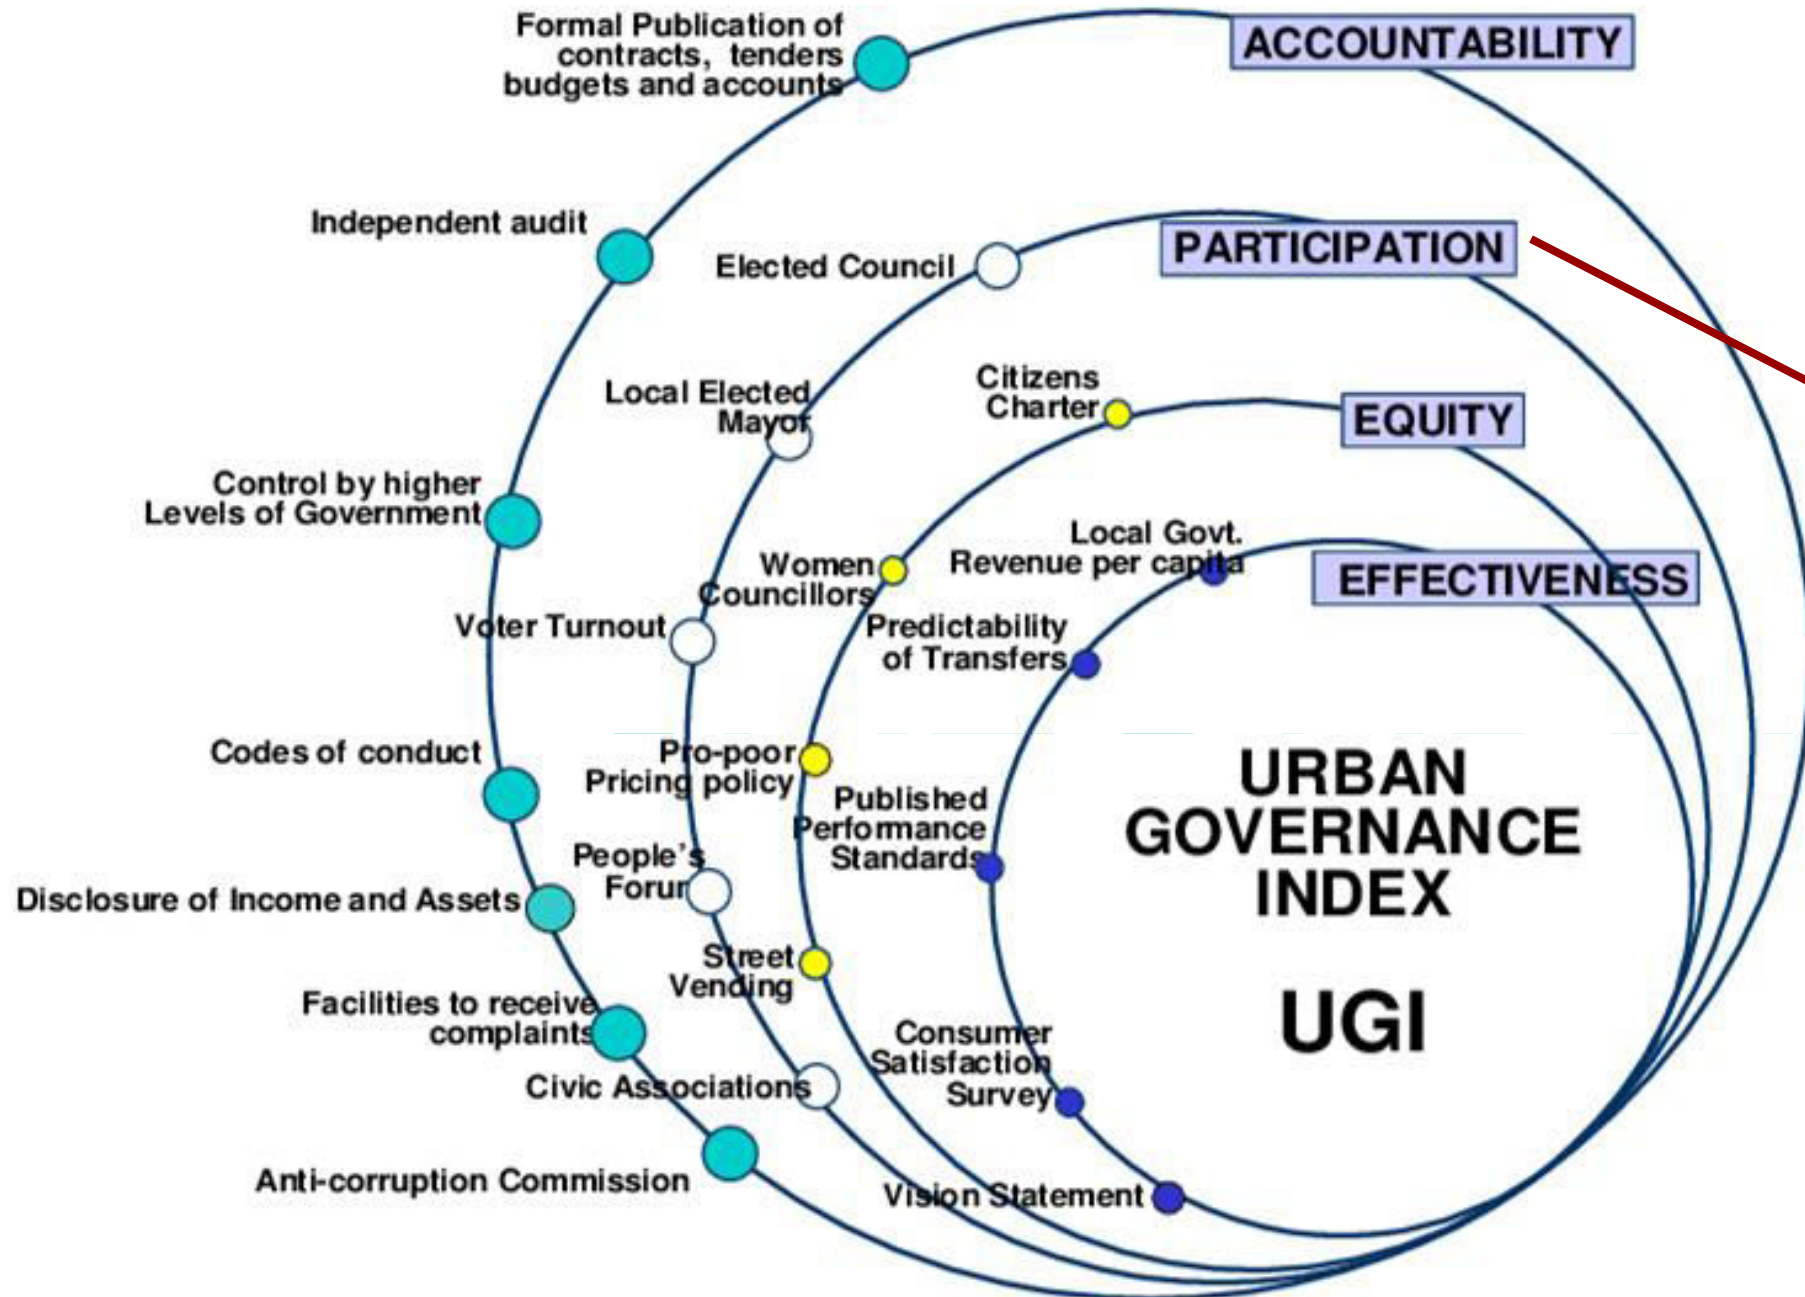 Formal Publication of
contracts, tenders
budgets and accounts
ACCOUNTABILITY
Independent audit
Control by higher
Levels of Government
Codes of conduct
Disclosure of Income and Assets
Facilities to receive
complaints
Anti-corruption Commission
PARTICIPATION
Elected Council
Local Elected
Mayor
Voter Turnout
People's
Forum
Civic Associations
EQUITY
Citizens
Charter
Women
Councillors
Pro-poor
Pricing policy
Street
Vending
EFFECTIVENESS
Local Govt.
Revenue per capita
Predictability
of Transfers
Published
Performance
Standards
Consumer
Satisfaction
Survey
Vision Statement
URBAN
GOVERNANCE
INDEX
UGI